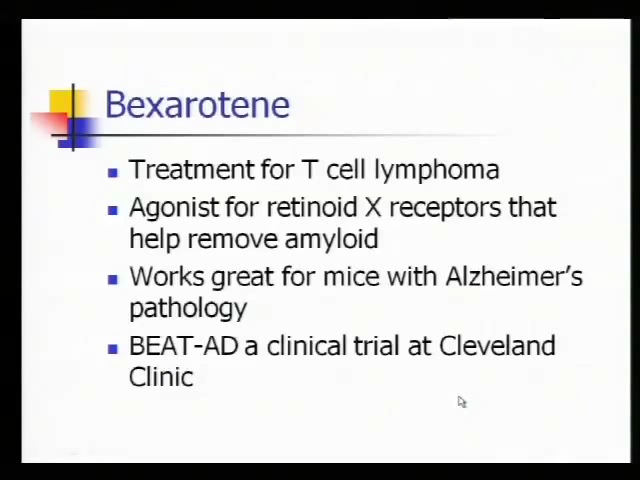 Bexarotene
Treatment for T cell lymphoma
Agonist for retinoid X receptors that
help remove amyloid
Works great for mice with Alzheimer's
pathology
BEAT-AD a clinical trial at Cleveland
Clinic